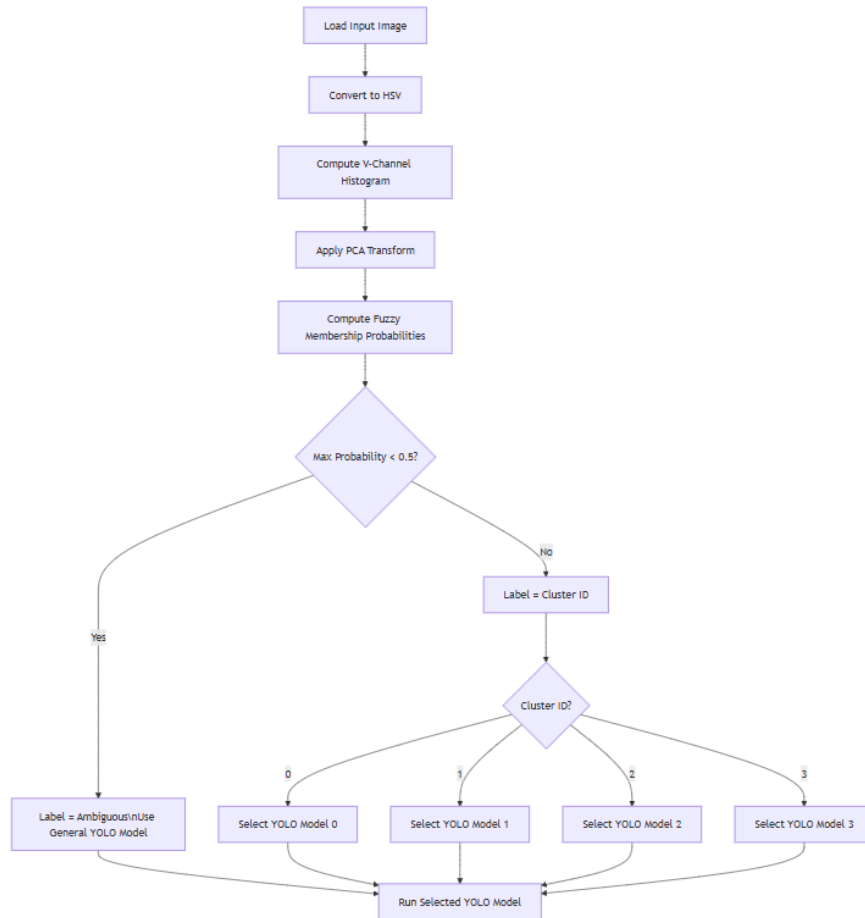 Load Input Image
Convert to HSV
Compute V-Channel
Histogram
Apply PCA Transform
Compute Fuzzy
Membership Probabilities
Max Probability < 0.5?
No
Label = Cluster ID
Yes
Cluster ID?
0
1
2
3
Label = Ambiguous\nUse
General YOLO Model
Select YOLO Model 0
Select YOLO Model 1
Select YOLO Model 2
Select YOLO Model 3
Run Selected YOLO Model